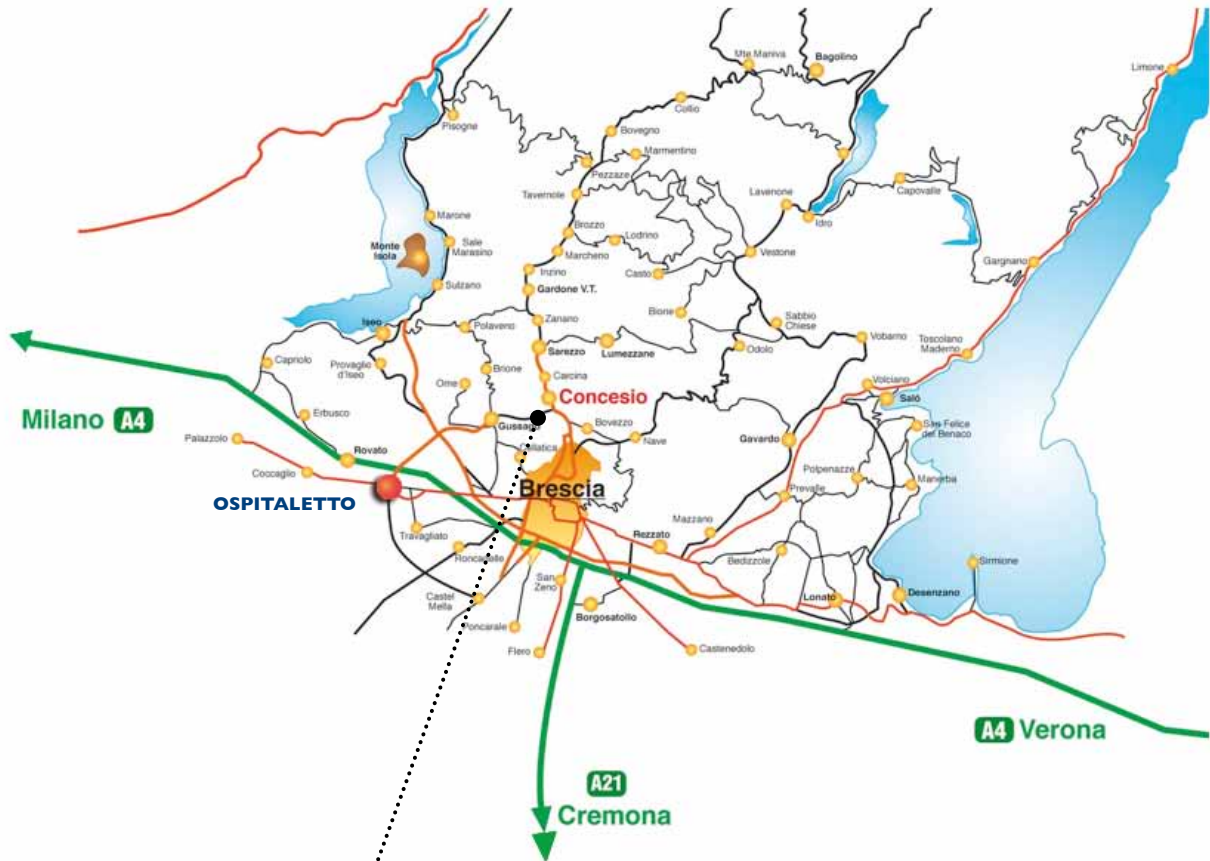 Mte Maniva
Bagolino
Limone
Collio
Pisogne
Bovegno
Marmentino
Pezzaze
Tavernole
Lavenone
Capovalle
Idro
Marone
Brozzo
Lodrino
Monte
Isola
Sale
Marasino
Marcheno
Vestone
Inzino
Casto
Gargnano
Sulzano
Gardone V.T.
Bione
Iseo
Polaveno
Zanano
Sabbio
Chiese
Vobarno
Toscolano
Maderno
Capriolo
Provaglio
d'Iseo
Sarezzo
Lumezzane
Odolo
Brione
Ome
Carcina
Volciano
Concesio
Salò
Milano A4
Erbusco
Gussago
Bovezzo
San Felice
del Benaco
Palazzolo
Nave
Gavardo
Rovato
Cellatica
Coccaglio
Polpenazze
Manerba
Brescia
Prevalle
OSPITALETTO
Mazzano
Travagliato
Rezzato
Roncadelle
Bedizzole
Sirmione
San
Zeno
Castel
Mella
Lonato
Desenzano
Borgosatollo
Poncarale
Flero
Castenedolo
A4 Verona
A21
Cremona